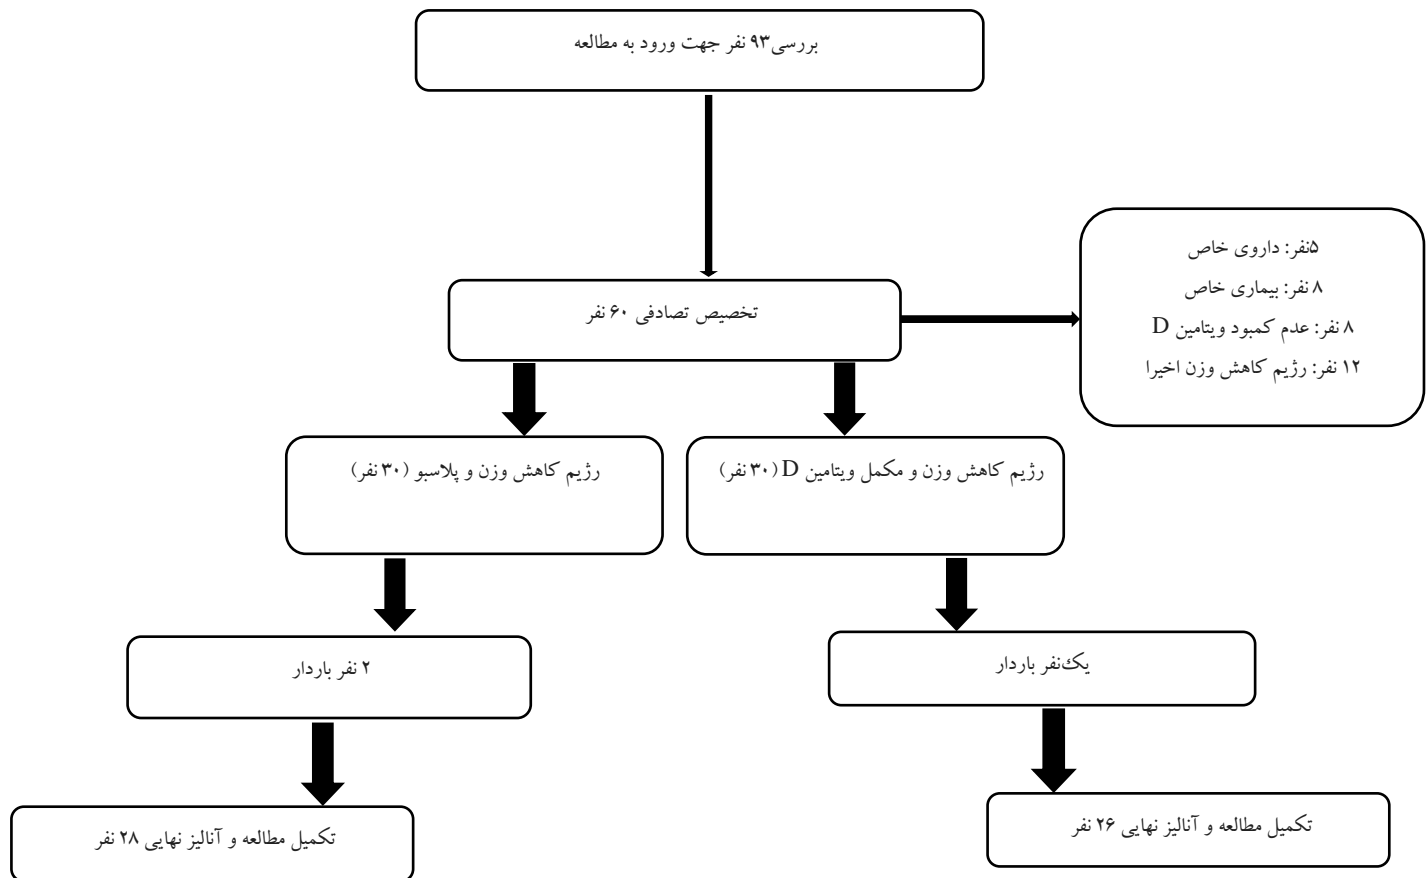 بررسی۹۳ نفر جهت ورود به مطالعه
۵نفر: داروی خاص
۸ نفر: بیماری خاص
۸ نفر: عدم کمبود ویتامین D
۱۲ نفر: رژیم کاهش وزن اخیرا
تخصیص تصادفی ۶۰ نفر
رژیم کاهش وزن و مکمل ویتامین D (۳۰ نفر)
رژیم کاهش وزن و پلاسبو (۳۰ نفر)
یک‌نفر باردار
۲ نفر باردار
تکمیل مطالعه و آنالیز نهایی ۲۶ نفر
تکمیل مطالعه و آنالیز نهایی ۲۸ نفر